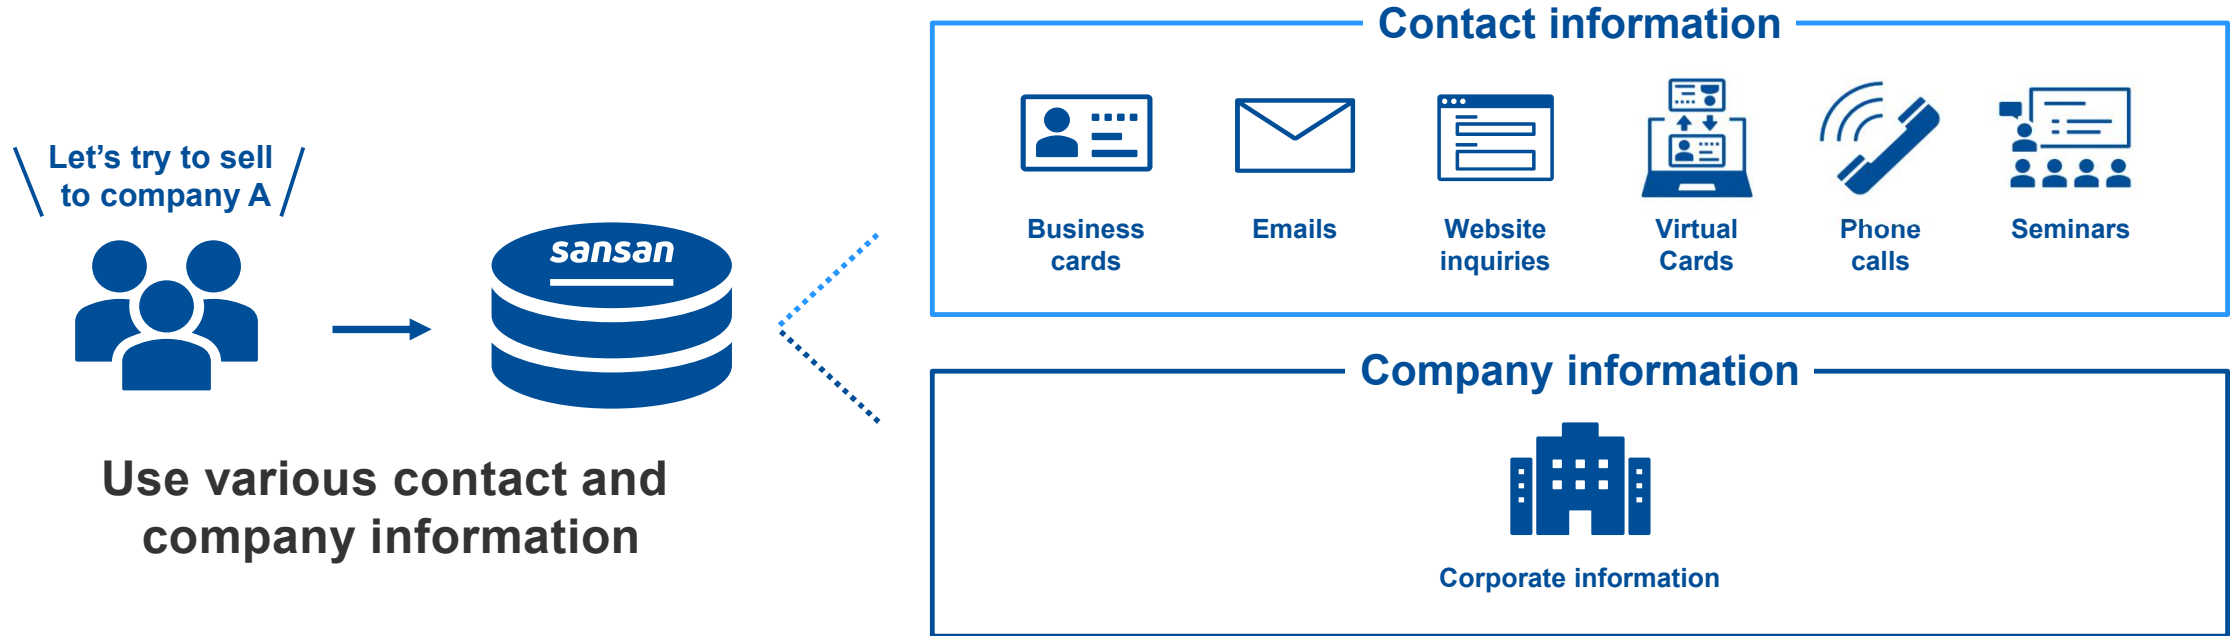 Let’s try to sell
to company A
sansan
Use various contact and
company information
Contact information
Business
cards
Emails
Website
inquiries
Virtual
Cards
Phone
calls
Seminars
Company information
Corporate information